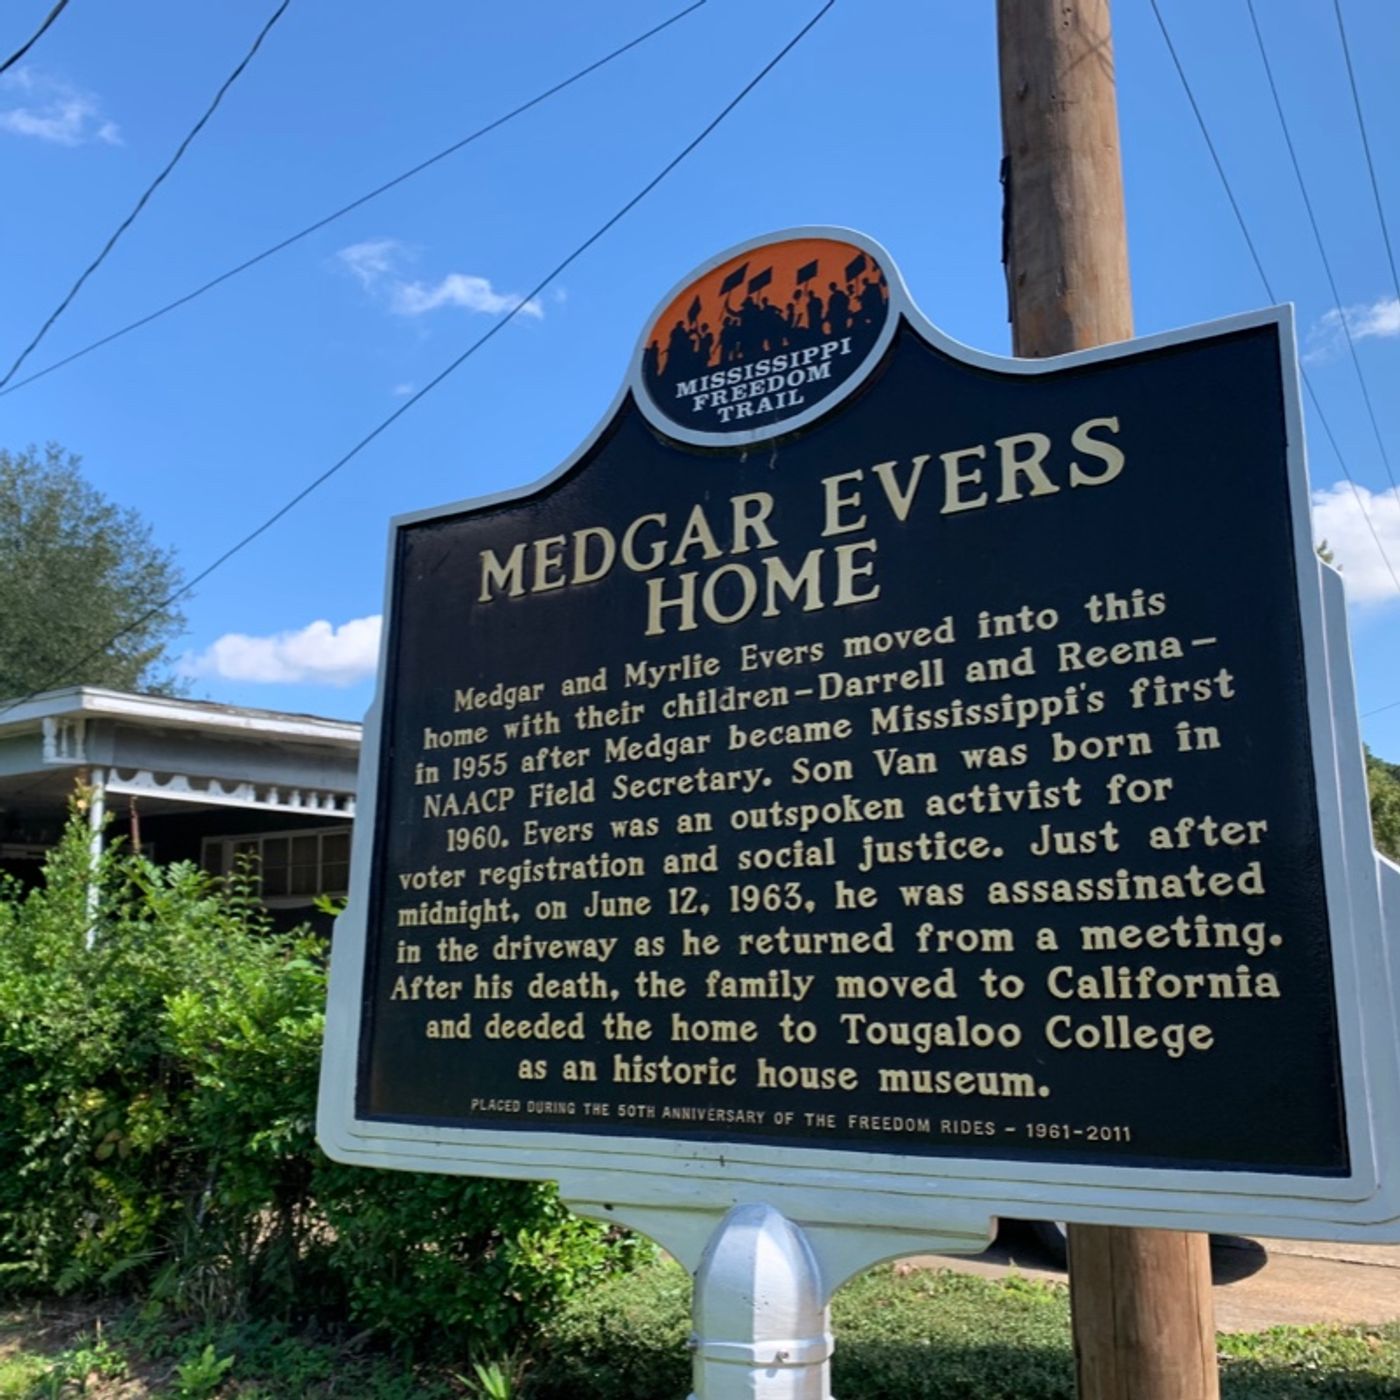 MISSISSIPPI
FREEDOM
TRAIL
MEDGAR EVERS
HOME
Medgar and Myrlie Evers moved into this
home with their children–Darrell and Reena–
in 1955 after Medgar became Mississippi's first
NAACP Field Secretary. Son Van was born in
1960. Evers was an outspoken activist for
voter registration and social justice. Just after
midnight, on June 12, 1963, he was assassinated
in the driveway as he returned from a meeting.
After his death, the family moved to California
and deeded the home to Tougaloo College
as an historic house museum.
PLACED DURING THE 50TH ANNIVERSARY OF THE FREEDOM RIDES – 1961-2011